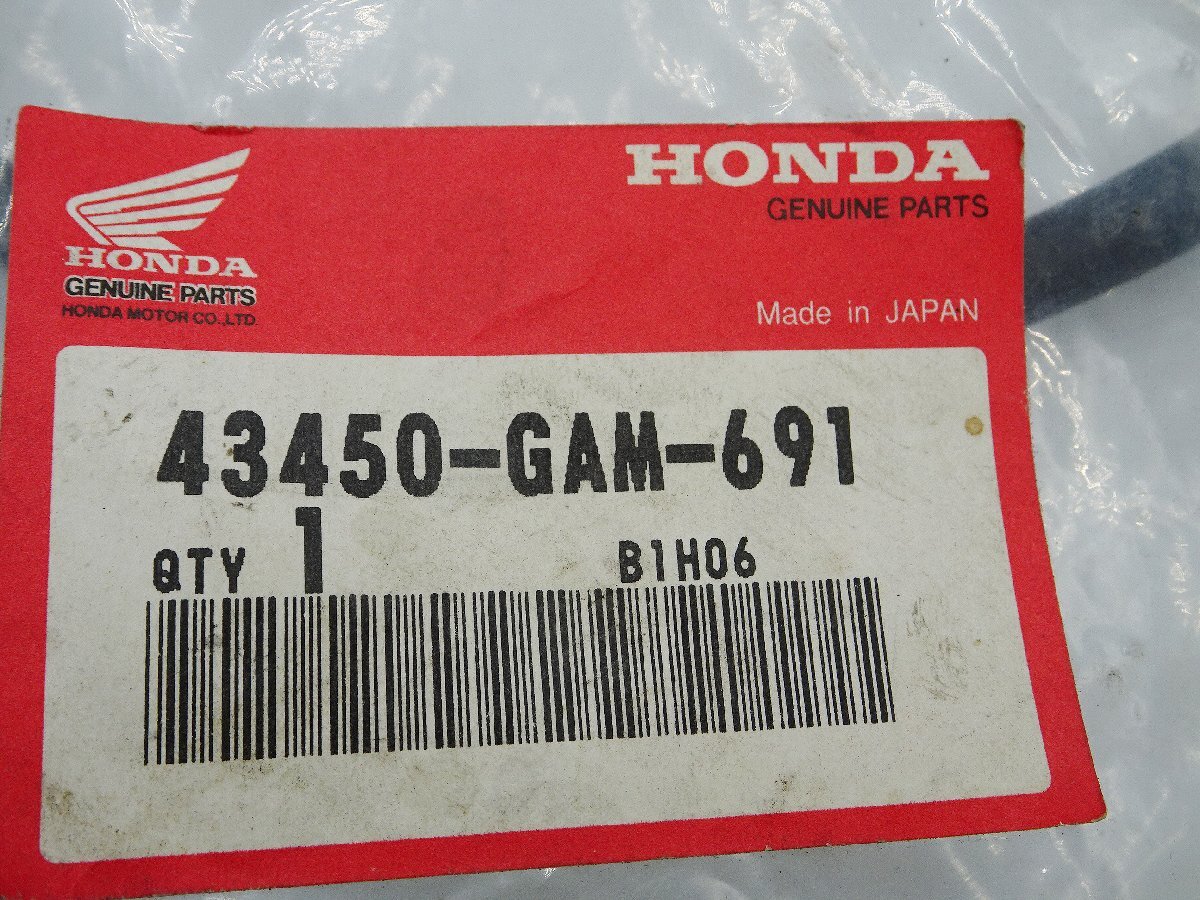 HONDA
GENUINE PARTS
HONDA MOTOR CO.,LTD.
HONDA
GENUINE PARTS
Made in JAPAN
43450-GAM-691
QTY 1 B1H06